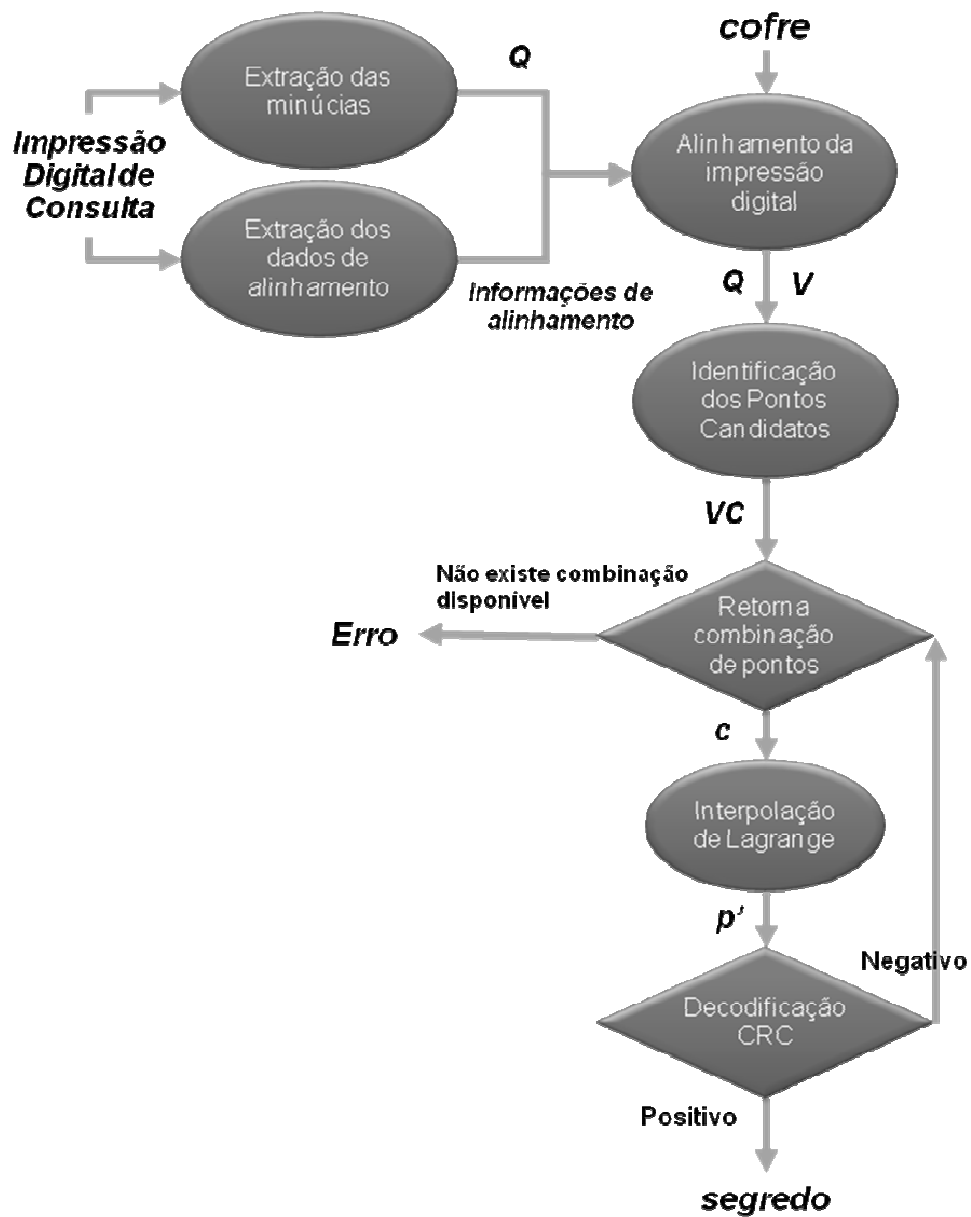 cofre
Extração das
minúcias
Q
Impressão
Digital de
Consulta
Alinhamento da
impressão
digital
Extração dos
dados de
alinhamento
Informações de
alinhamento
Q V
Identificação
dos Pontos
Candidatos
VC
Não existe combinação
disponível
Retorna
combinação
de pontos
Erro
c
Interpolação
de Lagrange
p'
Negativo
Decodificação
CRC
Positivo
segredo